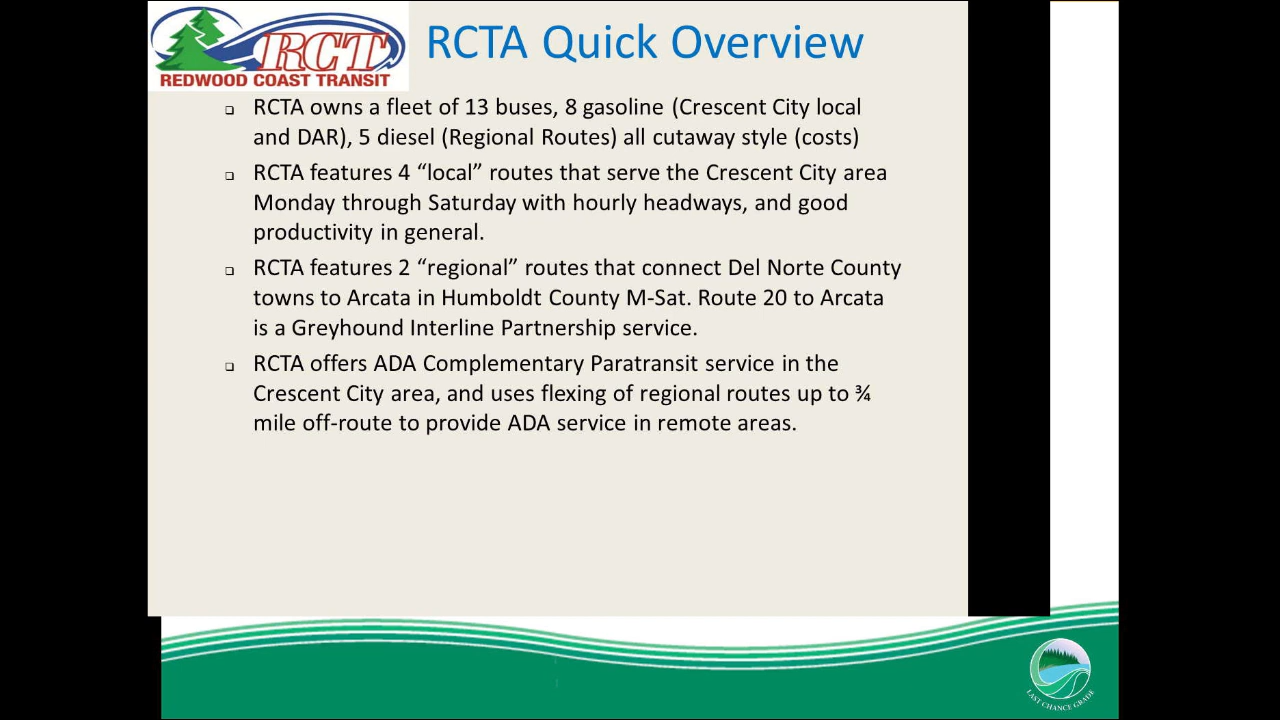 RCT
REDWOOD COAST TRANSIT
RCTA Quick Overview
RCTA owns a fleet of 13 buses, 8 gasoline (Crescent City local
and DAR), 5 diesel (Regional Routes) all cutaway style (costs)
RCTA features 4 “local” routes that serve the Crescent City area
Monday through Saturday with hourly headways, and good
productivity in general.
RCTA features 2 “regional” routes that connect Del Norte County
towns to Arcata in Humboldt County M-Sat. Route 20 to Arcata
is a Greyhound Interline Partnership service.
RCTA offers ADA Complementary Paratransit service in the
Crescent City area, and uses flexing of regional routes up to ¾
mile off-route to provide ADA service in remote areas.
LAST CHANCE GRADE